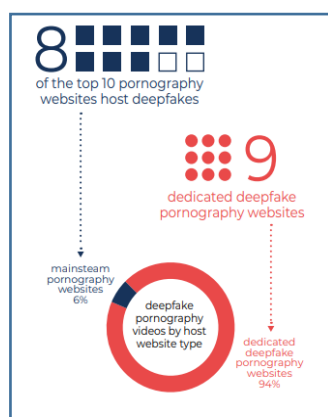 8
of the top 10 pornography
websites host deepfakes
9
dedicated deepfake
pornography websites
mainsteam
pornography
websites
6%
deepfake
pornography
videos by host
website type
dedicated
deepfake
pornography
websites
94%